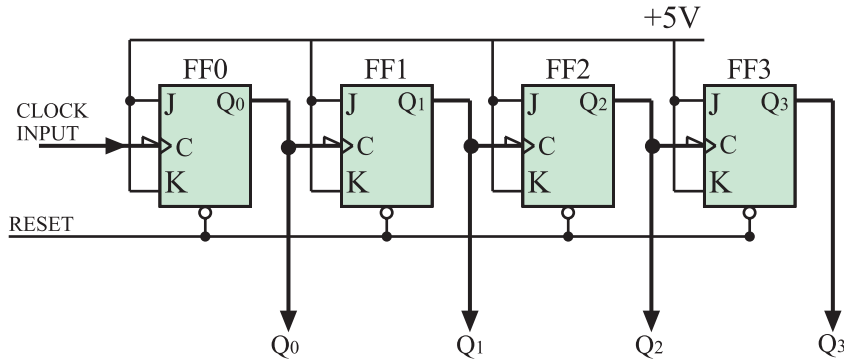 +5V
FF0 FF1 FF2 FF3
J Q0 J Q1 J Q2 J Q3
CLOCK
INPUT
C C C C
K K K K
RESET
Q0 Q1 Q2 Q3